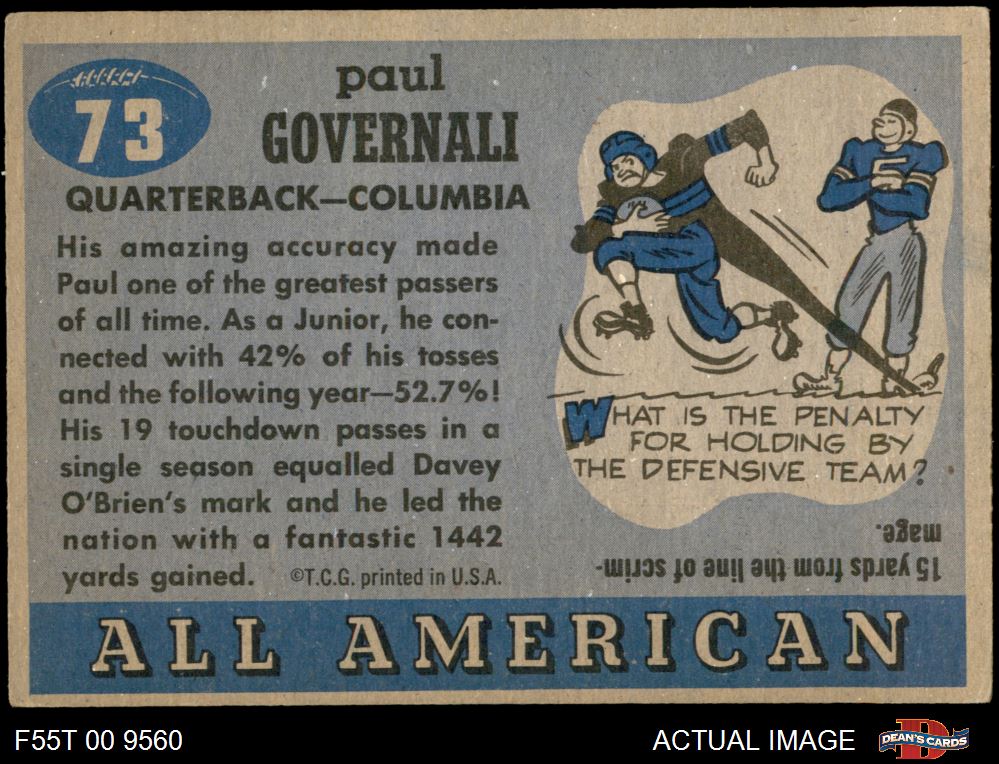 73
paul
GOVERNALI
QUARTERBACK—COLUMBIA
His amazing accuracy made
Paul one of the greatest passers
of all time. As a Junior, he con-
nected with 42% of his tosses
and the following year—52.7%!
His 19 touchdown passes in a
single season equalled Davey
O'Brien's mark and he led the
nation with a fantastic 1442
yards gained. ©T.C.G. printed in U.S.A.
WHAT IS THE PENALTY
FOR HOLDING BY
THE DEFENSIVE TEAM?
15 yards from the line of scrim-
mage.
ALL AMERICAN
F55T 00 9560
ACTUAL IMAGE
D
DEAN'S CARDS